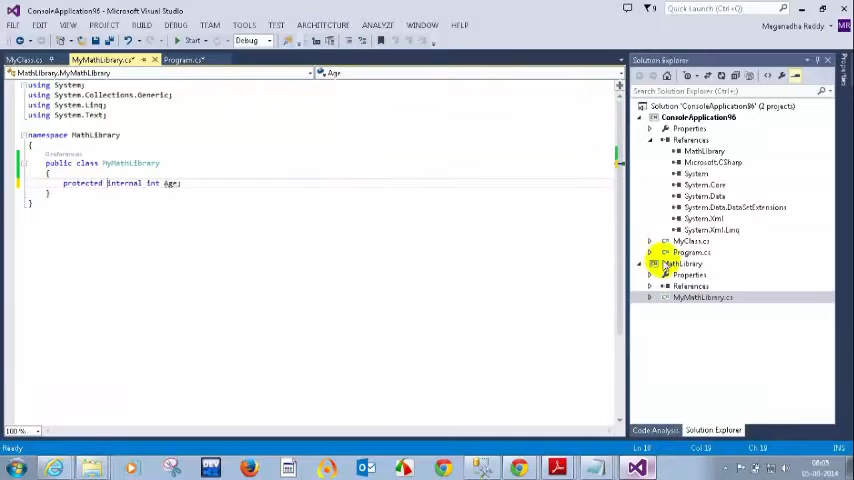 ConsoleApplication96 - Microsoft Visual Studio
Quick Launch (Ctrl+Q)
FILE EDIT VIEW PROJECT BUILD DEBUG TEAM TOOLS TEST ARCHITECTURE ANALYZE WINDOW HELP
Meganadha Reddy MR
Start Debug
MyClass.cs MyMathLibrary.cs* Program.cs*
MathLibrary.MyMathLibrary Age
using System;
using System.Collections.Generic;
using System.Linq;
using System.Text;
namespace MathLibrary
{
0 references
public class MyMathLibrary
{
protected internal int Age;
}
}
100 %
Solution Explorer
Search Solution Explorer (Ctrl+;)
Solution 'ConsoleApplication96' (2 projects)
ConsoleApplication96
Properties
References
MathLibrary
Microsoft.CSharp
System
System.Core
System.Data
System.Data.DataSetExtensions
System.Xml
System.Xml.Linq
MyClass.cs
Program.cs
MathLibrary
Properties
References
MyMathLibrary.cs
Code Analysis Solution Explorer
Properties
Ready Ln 10 Col 19 Ch 19 INS
DEV
08:05